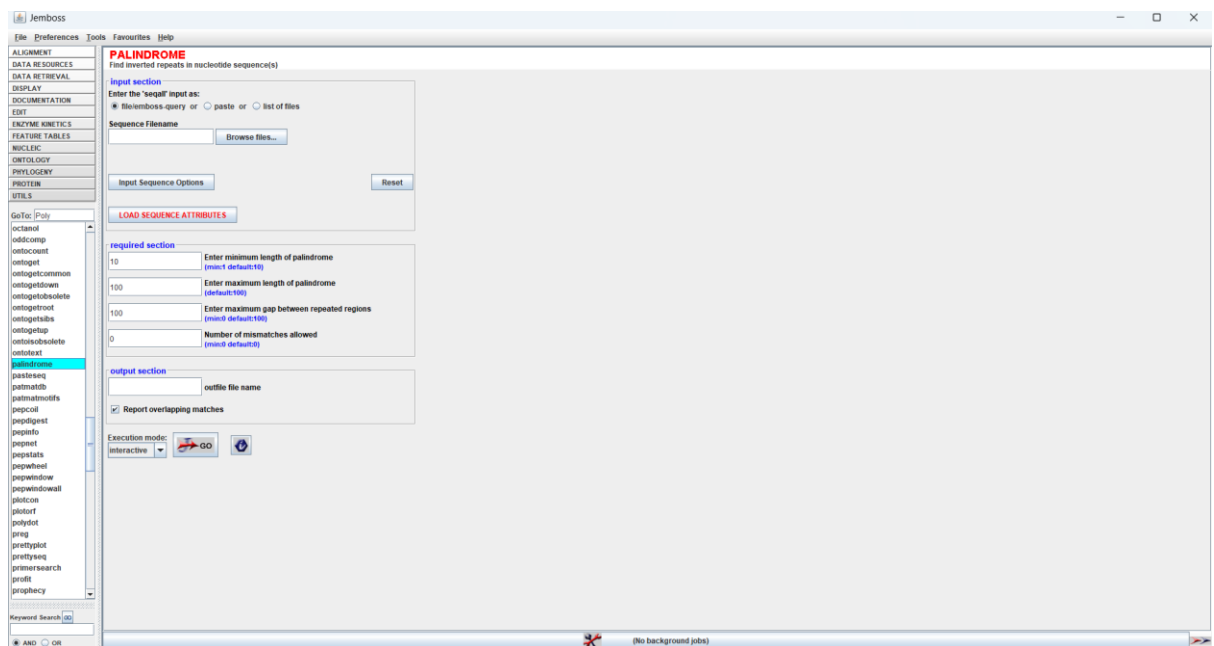 Jemboss
File Preferences Tools Favourites Help
ALIGNMENT
DATA RESOURCES
DATA RETRIEVAL
DISPLAY
DOCUMENTATION
EDIT
ENZYME KINETICS
FEATURE TABLES
NUCLEIC
ONTOLOGY
PHYLOGENY
PROTEIN
UTILS
GoTo: Poly
octanol
oddcomp
ontocount
ontoget
ontogetcommon
ontogetdown
ontogetobsolete
ontogetroot
ontogetsibs
ontogetup
ontoisobsolete
ontotext
palindrome
pasteseq
patmatdb
patmatmotifs
pepcoil
pepdigest
pepinfo
pepnet
pepstats
pepwheel
pepwindow
pepwindowall
plotcon
plotorf
polydot
preg
prettyplot
prettyseq
primersearch
profit
prophecy
Keyword Search GO
AND OR
PALINDROME
Find inverted repeats in nucleotide sequence(s)
input section
Enter the 'seqall' input as:
file/emboss-query or paste or list of files
Sequence Filename
Browse files...
Input Sequence Options Reset
LOAD SEQUENCE ATTRIBUTES
required section
10 Enter minimum length of palindrome
(min:1 default:10)
100 Enter maximum length of palindrome
(default:100)
100 Enter maximum gap between repeated regions
(min:0 default:100)
0 Number of mismatches allowed
(min:0 default:0)
output section
outfile file name
Report overlapping matches
Execution mode:
interactive GO
(No background jobs)